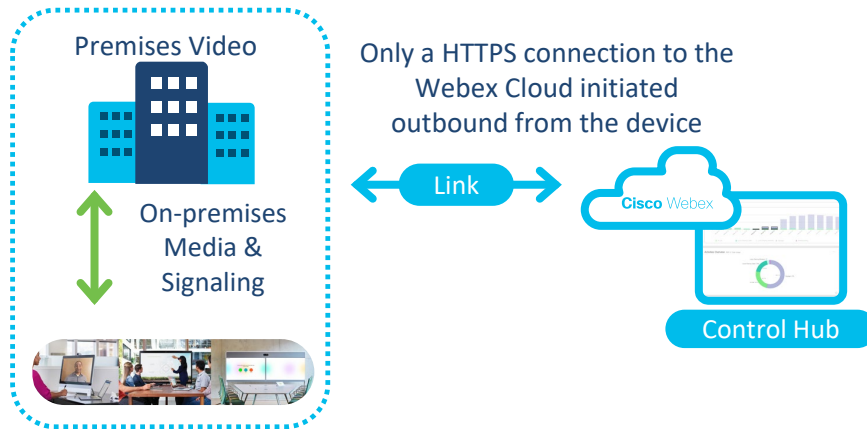 Premises Video
Only a HTTPS connection to the
Webex Cloud initiated
outbound from the device
Link
On-premises
Media &
Signaling
Cisco Webex
Control Hub